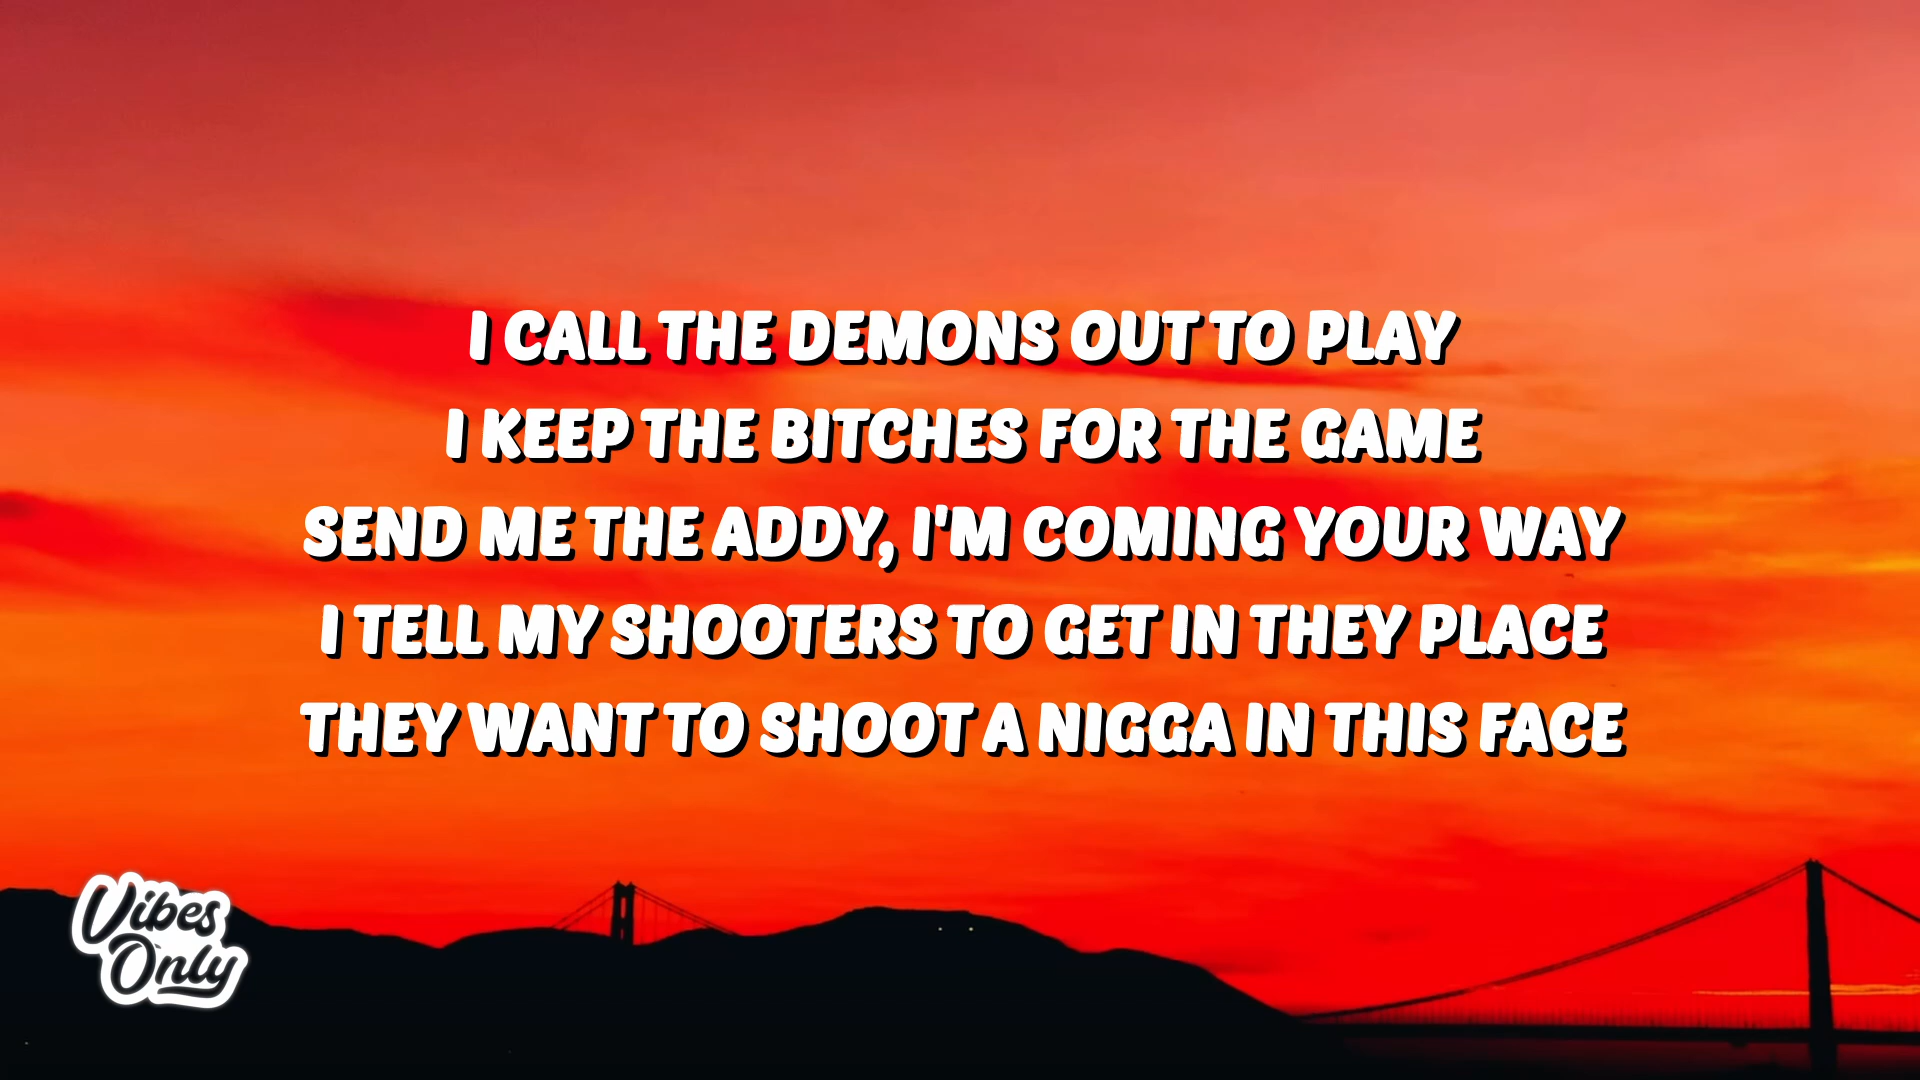 I CALL THE DEMONS OUT TO PLAY
I KEEP THE BITCHES FOR THE GAME
SEND ME THE ADDY, I'M COMING YOUR WAY
I TELL MY SHOOTERS TO GET IN THEY PLACE
THEY WANT TO SHOOT A NIGGA IN THIS FACE
Vibes
Only